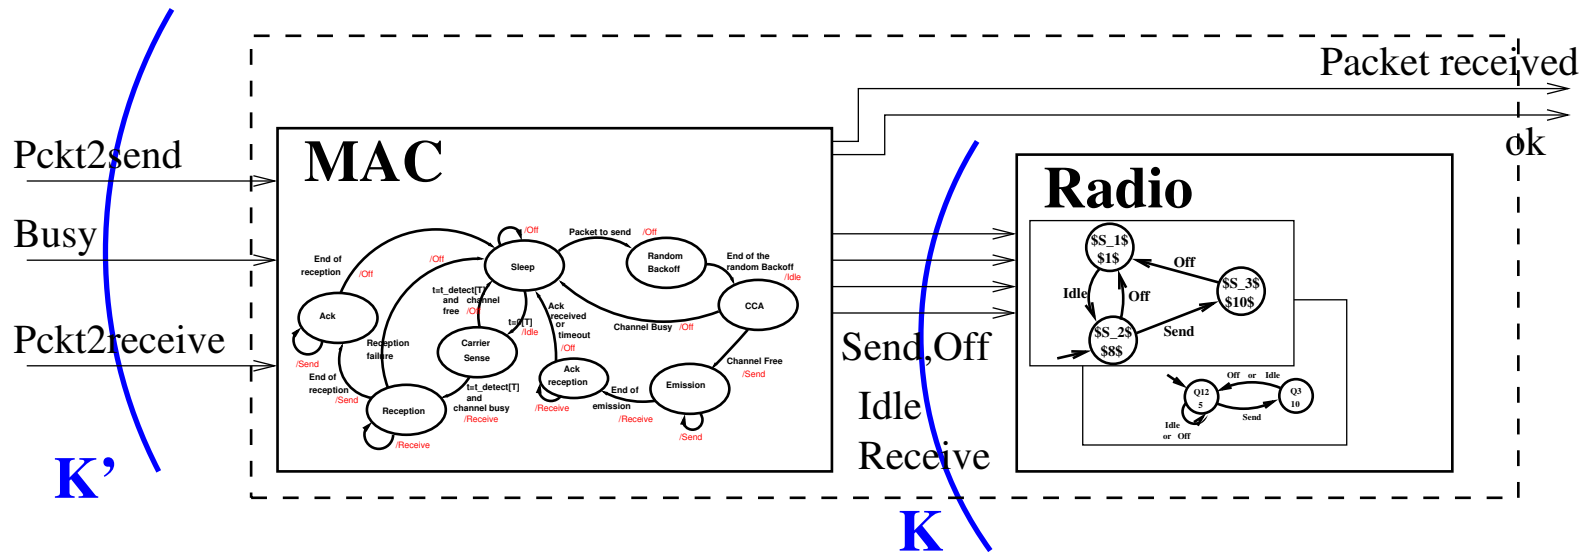 Packet received
ok
Pckt2send
Busy
Pckt2receive
K'
MAC
/Off
Packet to send
/Off
Sleep
Random
Backoff
End of the
random Backoff
/Idle
CCA
End of
reception
/Off
/Off
Ack
/Send
t=t_detect[T]
and channel
free
t=0[T]
/Idle
Ack
received
or
timeout
/Off
Channel Busy
/Off
Carrier
Sense
Reception
failure
Channel Free
/Send
End of
reception
/Send
t=t_detect[T]
and
channel busy
/Receive
Ack
reception
/Receive
End of
emission
/Receive
Emission
/Send
Reception
/Receive
Send,Off
Idle
Receive
K
Radio
$S_1$
$1$
Off
$S_3$
$10$
Idle
Off
Send
$S_2$
$8$
Off or Idle
Q12
5
Q3
10
Send
Idle
or Off